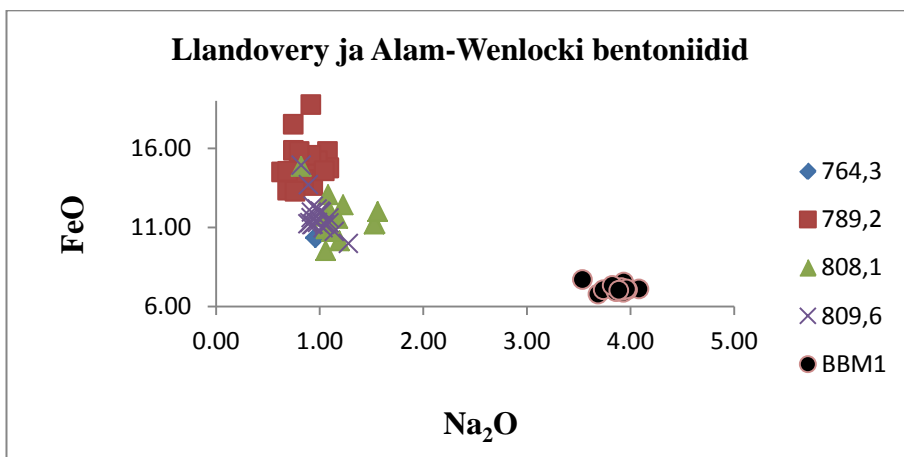 Llandovery ja Alam-Wenlocki bentoniidid
FeO
16.00
11.00
6.00
0.00 1.00 2.00 3.00 4.00 5.00
Na₂O
764,3
789,2
808,1
809,6
BBM1